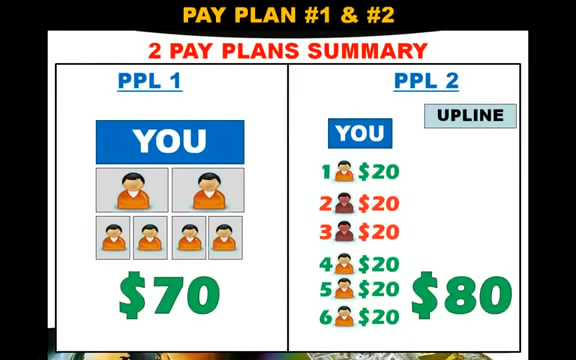 PAY PLAN #1 & #2
2 PAY PLANS SUMMARY
PPL 1
YOU
$70
PPL 2
UPLINE
YOU
1 $20
2 $20
3 $20
4 $20
5 $20
6 $20
$80